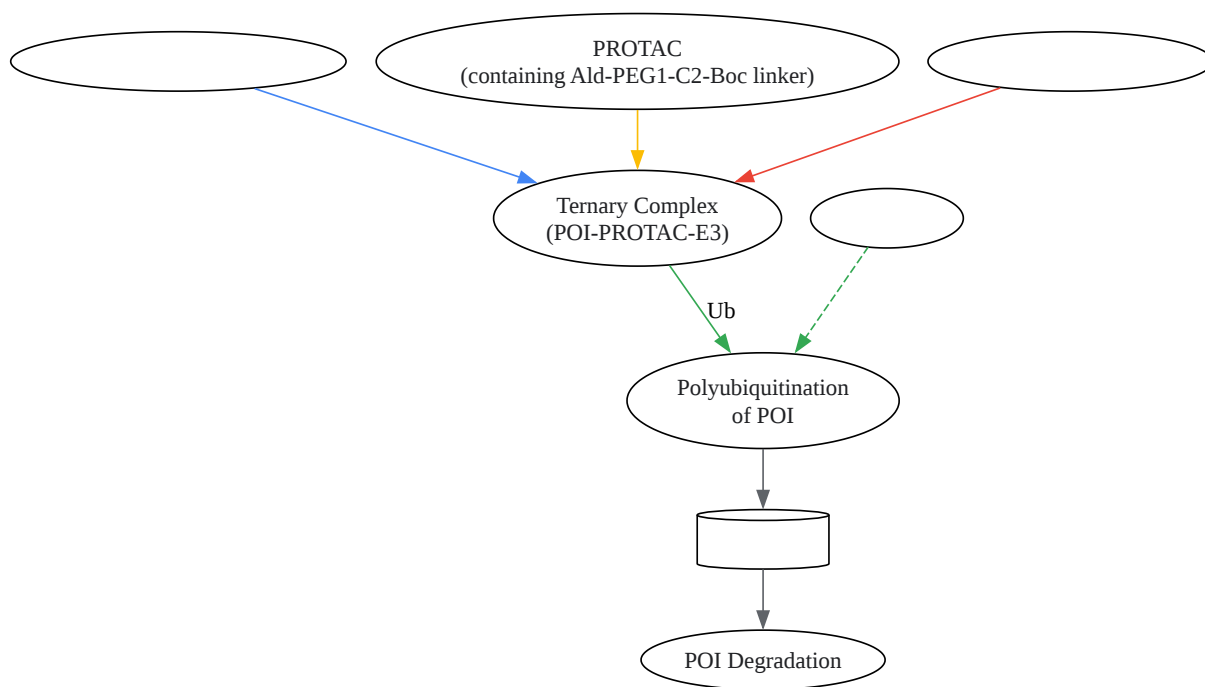 PROTAC
(containing Ald-PEG1-C2-Boc linker)
Ternary Complex
(POI-PROTAC-E3)
Ub
Polyubiquitination
of POI
POI Degradation